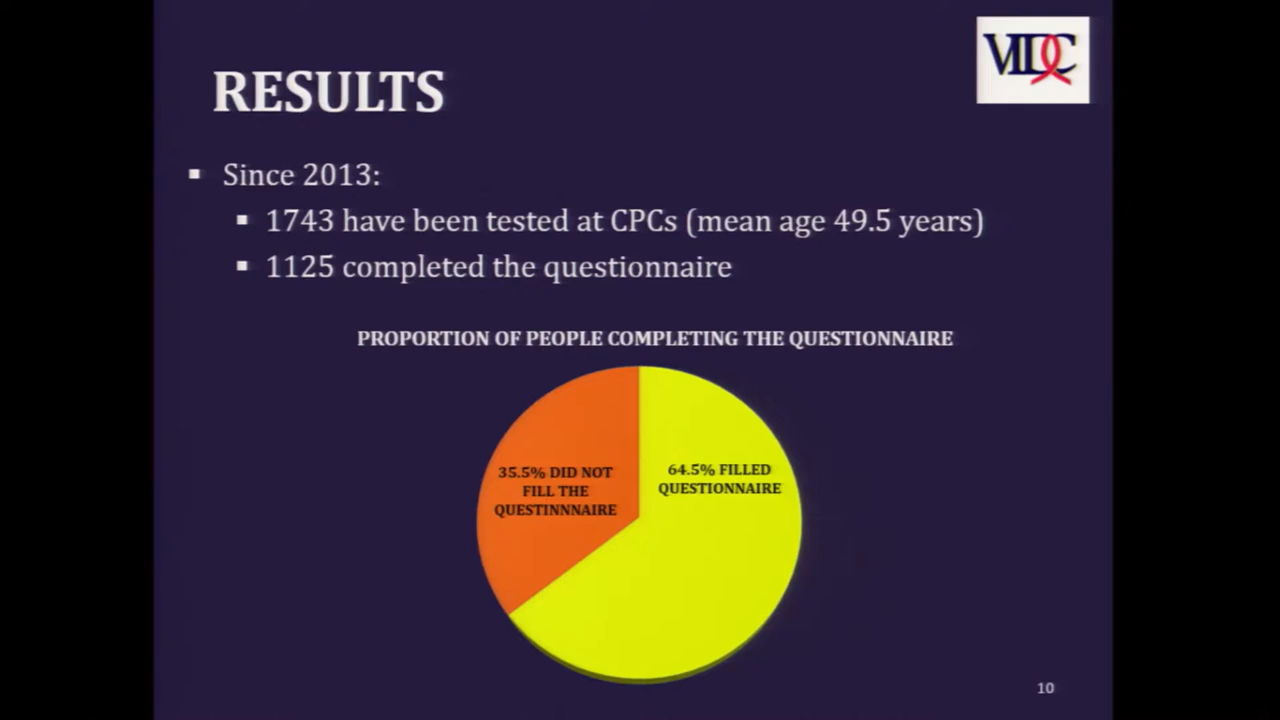 VIDC
RESULTS
▪ Since 2013:
▪ 1743 have been tested at CPCs (mean age 49.5 years)
▪ 1125 completed the questionnaire
PROPORTION OF PEOPLE COMPLETING THE QUESTIONNAIRE
35.5% DID NOT
FILL THE
QUESTINNNAIRE
64.5% FILLED
QUESTIONNAIRE
10